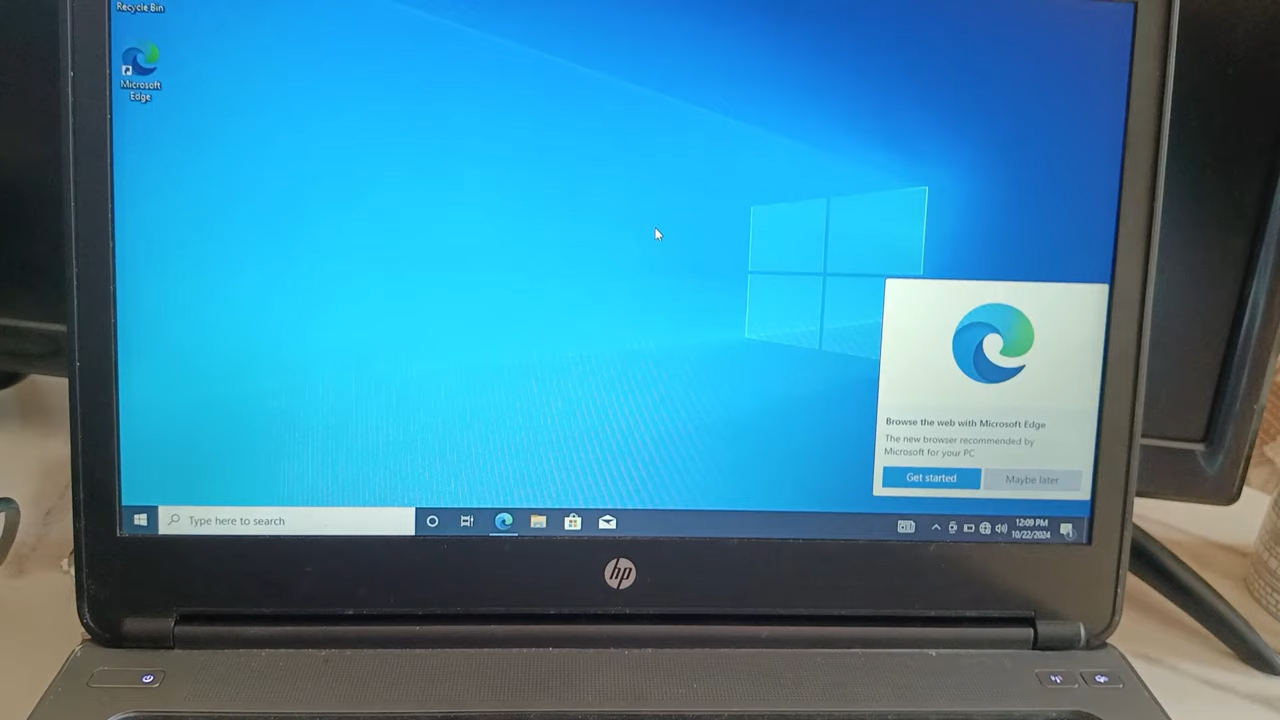 Recycle Bin
Microsoft
Edge
Browse the web with Microsoft Edge
The new browser recommended by
Microsoft for your PC
Get started
Maybe later
Type here to search
12:09 PM
10/22/2024
1
hp